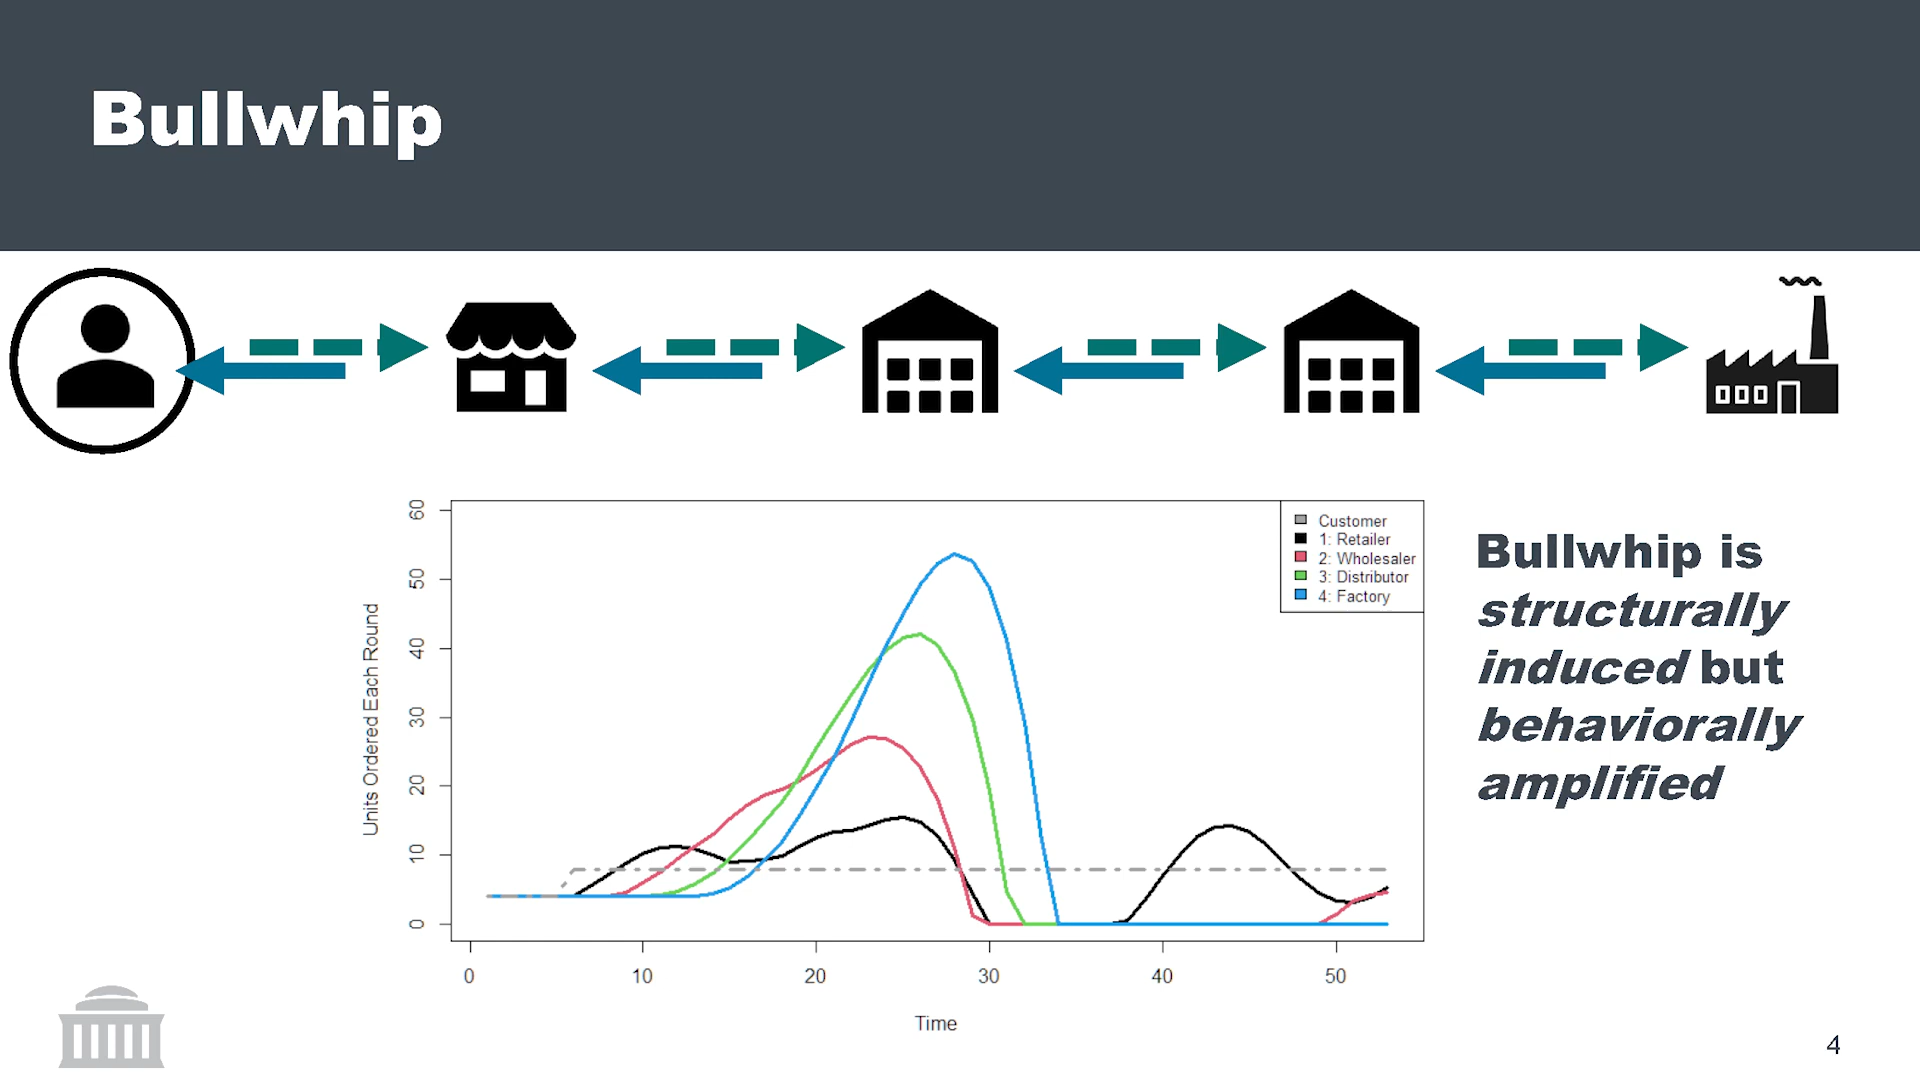 Bullwhip
60
50
40
30
20
10
0
Units Ordered Each Round
Customer
1: Retailer
2: Wholesaler
3: Distributor
4: Factory
0 10 20 30 40 50
Time
Bullwhip is
structurally
induced but
behaviorally
amplified
4